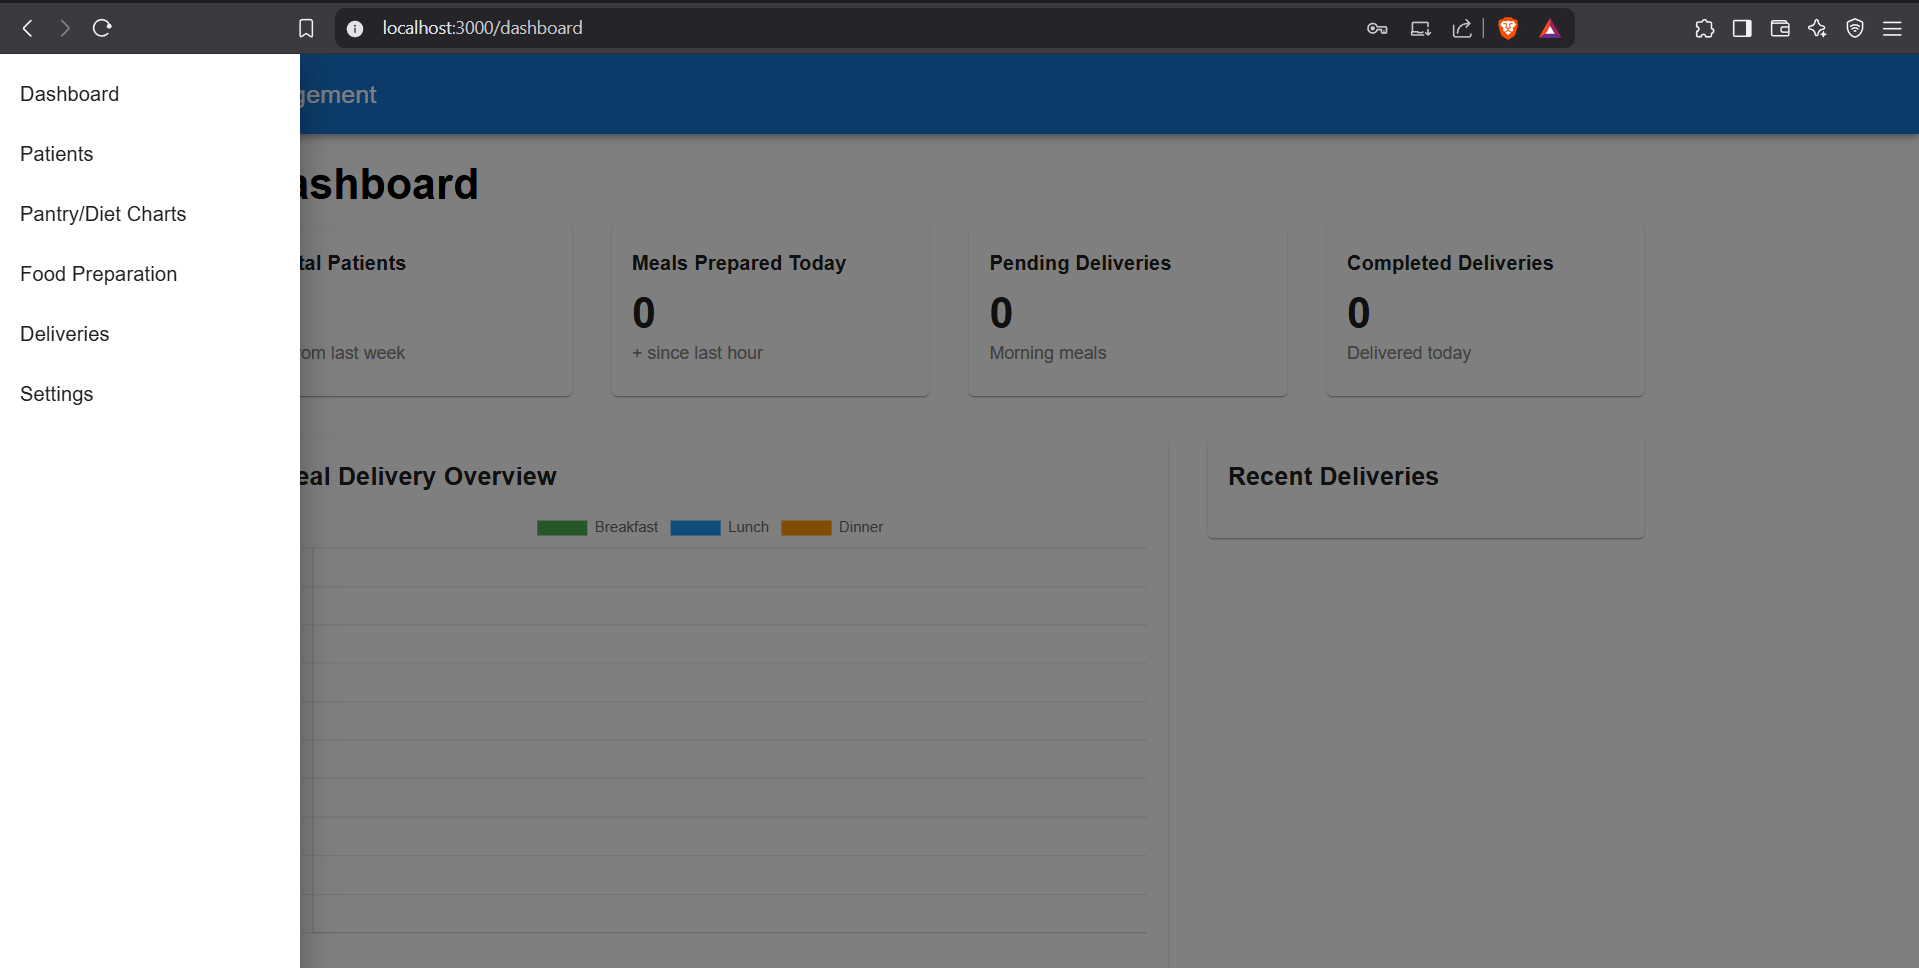 localhost:3000/dashboard
Dashboard
Patients
Pantry/Diet Charts
Food Preparation
Deliveries
Settings
gement
ashboard
tal Patients
om last week
Meals Prepared Today
0
+ since last hour
Pending Deliveries
0
Morning meals
Completed Deliveries
0
Delivered today
eal Delivery Overview
Breakfast Lunch Dinner
Recent Deliveries